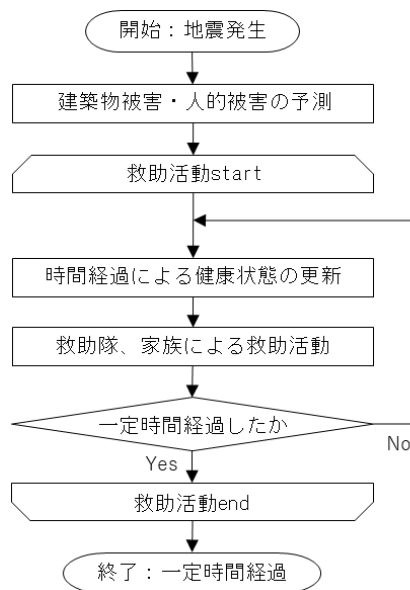 開始：地震発生
建築物被害・人的被害の予測
救助活動start
時間経過による健康状態の更新
救助隊、家族による救助活動
一定時間経過したか
No
Yes
救助活動end
終了：一定時間経過